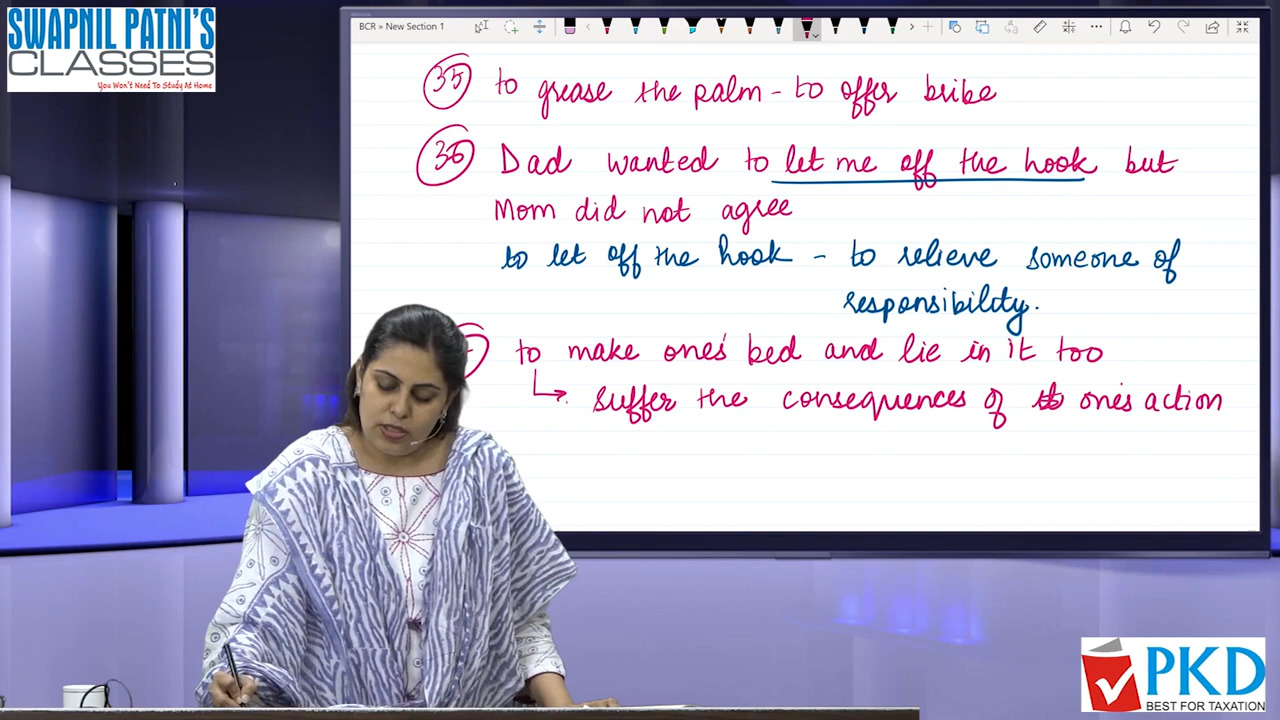 SWAPNIL PATNI'S
CLASSES
You Won't Need To Study At Home
BCR » New Section 1
35 to grease the palm - to offer bribe
36 Dad wanted to let me off the hook but
Mom did not agree
to let off the hook - to relieve someone of
responsibility.
to make one's bed and lie in it too
suffer the consequences of one's action
PKD
BEST FOR TAXATION